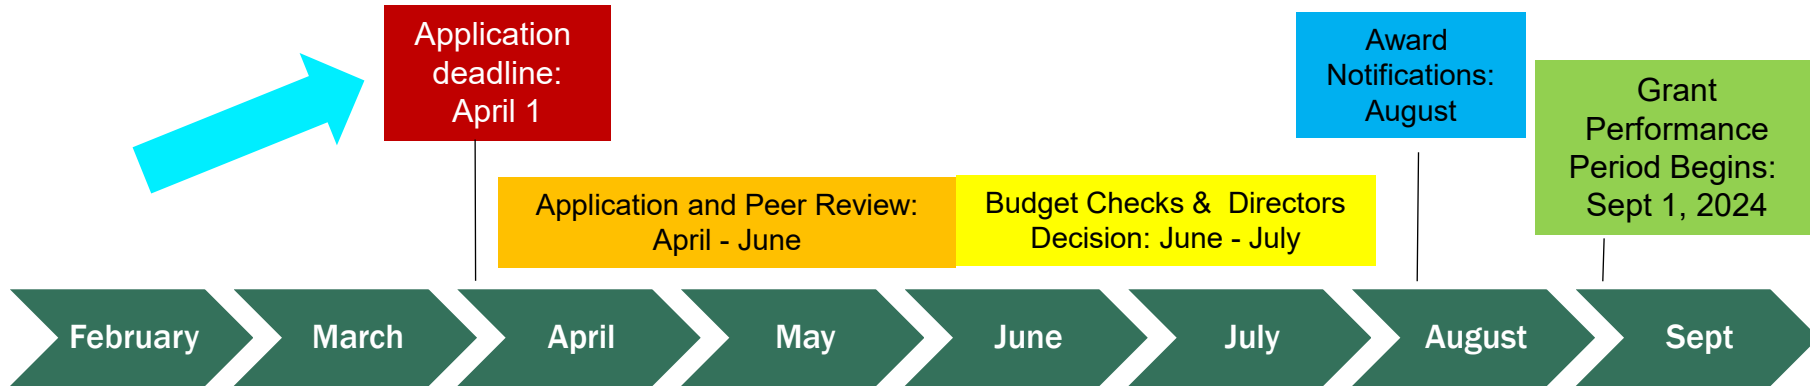 Application
deadline:
April 1
Award
Notifications:
August
Grant
Performance
Period Begins:
Sept 1, 2024
Application and Peer Review:
April - June
Budget Checks & Directors
Decision: June - July
February
March
April
May
June
July
August
Sept